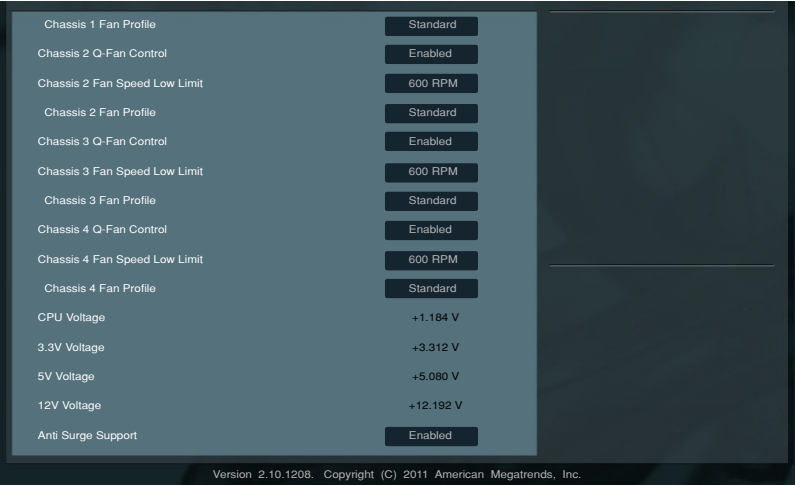 Chassis 1 Fan Profile Standard
Chassis 2 Q-Fan Control Enabled
Chassis 2 Fan Speed Low Limit 600 RPM
Chassis 2 Fan Profile Standard
Chassis 3 Q-Fan Control Enabled
Chassis 3 Fan Speed Low Limit 600 RPM
Chassis 3 Fan Profile Standard
Chassis 4 Q-Fan Control Enabled
Chassis 4 Fan Speed Low Limit 600 RPM
Chassis 4 Fan Profile Standard
CPU Voltage +1.184 V
3.3V Voltage +3.312 V
5V Voltage +5.080 V
12V Voltage +12.192 V
Anti Surge Support Enabled
Version 2.10.1208. Copyright (C) 2011 American Megatrends, Inc.